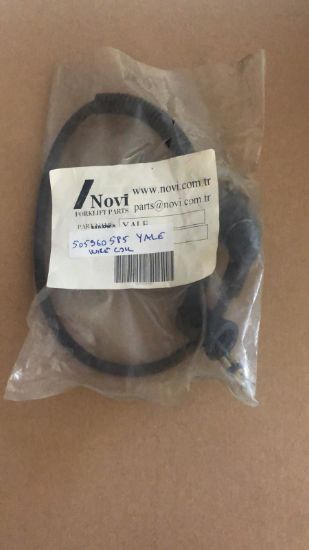 Novi
FORKLIFT PARTS
www.novi.com.tr
parts@novi.com.tr
YALE
505960585 YALE
WIRE COIL